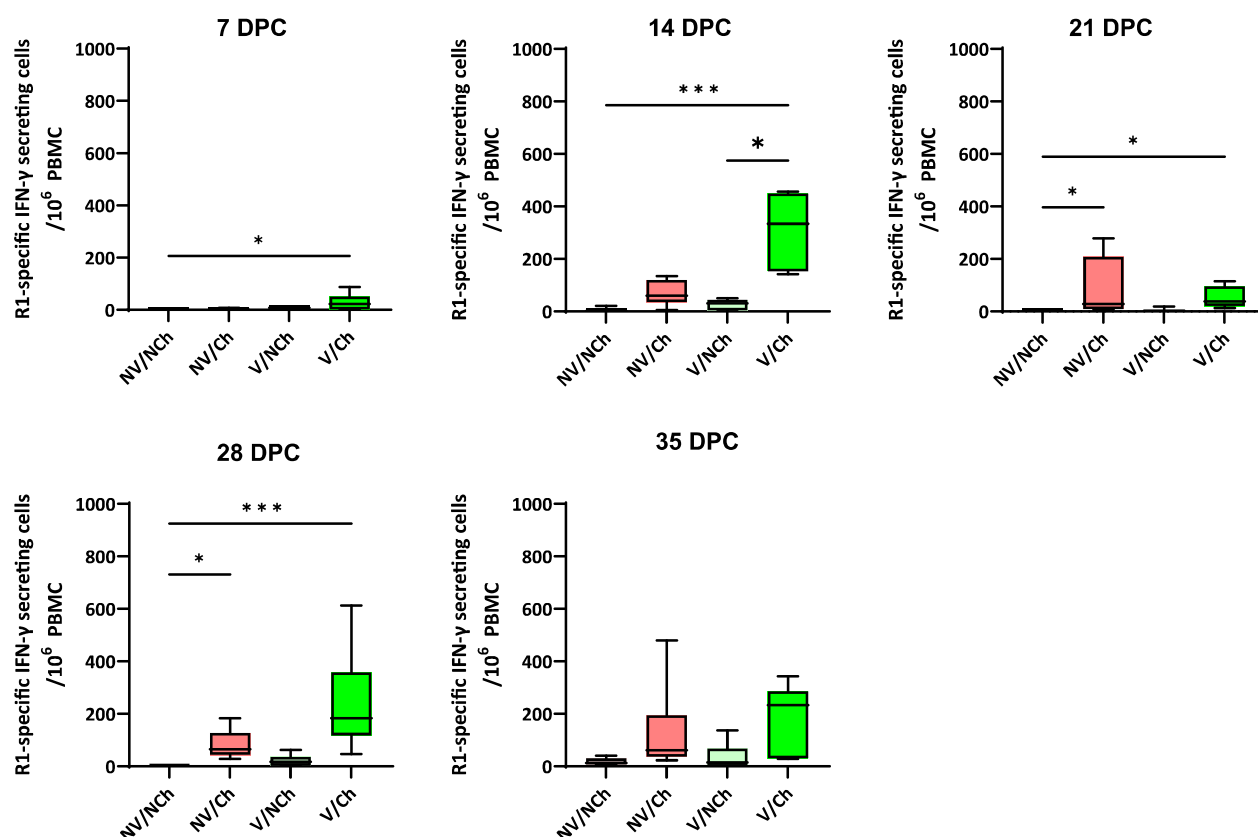 7 DPC
R1-specific IFN-γ secreting cells
/10⁶ PBMC
1000
800
600
400
200
0
*
NV/NCh
NV/Ch
V/NCh
V/Ch
14 DPC
R1-specific IFN-γ secreting cells
/10⁶ PBMC
1000
800
600
400
200
0
***
*
NV/NCh
NV/Ch
V/NCh
V/Ch
21 DPC
R1-specific IFN-γ secreting cells
/10⁶ PBMC
1000
800
600
400
200
0
*
*
NV/NCh
NV/Ch
V/NCh
V/Ch
28 DPC
R1-specific IFN-γ secreting cells
/10⁶ PBMC
1000
800
600
400
200
0
***
*
NV/NCh
NV/Ch
V/NCh
V/Ch
35 DPC
R1-specific IFN-γ secreting cells
/10⁶ PBMC
1000
800
600
400
200
0
NV/NCh
NV/Ch
V/NCh
V/Ch